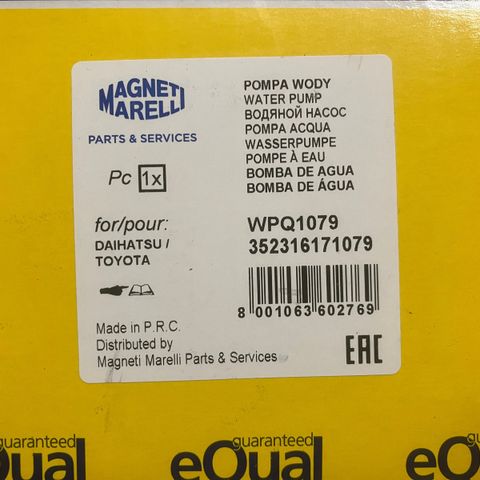 MAGNETI
MARELLI
PARTS & SERVICES
Pc 1x
for/pour:
DAIHATSU /
TOYOTA
Made in P.R.C.
Distributed by
Magneti Marelli Parts & Services
POMPA WODY
WATER PUMP
ВОДЯНОЙ НАСОС
POMPA ACQUA
WASSERPUMPE
POMPE À EAU
BOMBA DE AGUA
BOMBA DE ÁGUA
WPQ1079
352316171079
8 001063 602769
EAC
guaranteed
eQual
guaranteed
eQual
guaranteed
eQual